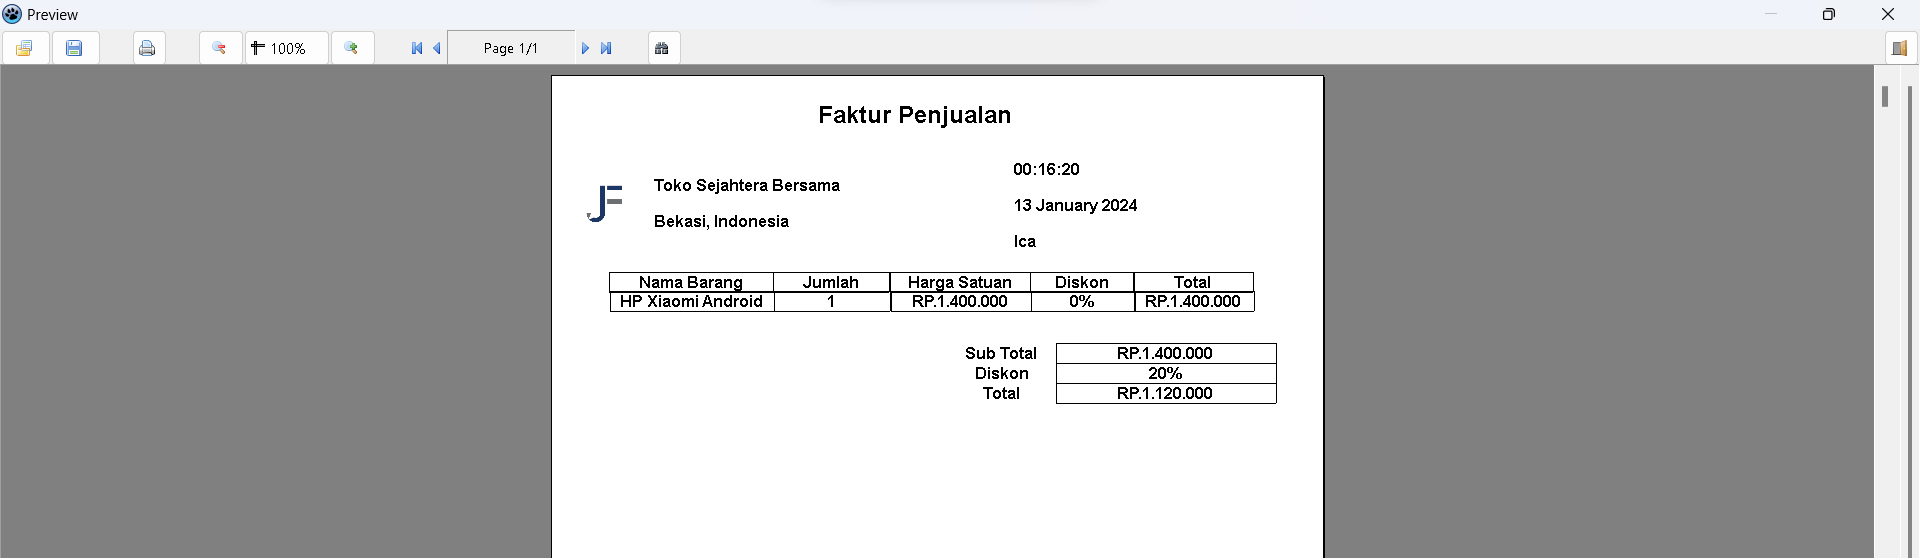 Preview
100%
Page 1/1
Faktur Penjualan
00:16:20
Toko Sejahtera Bersama
13 January 2024
Bekasi, Indonesia
Ica
JF
Nama Barang Jumlah Harga Satuan Diskon Total
HP Xiaomi Android 1 RP.1.400.000 0% RP.1.400.000
Sub Total RP.1.400.000
Diskon 20%
Total RP.1.120.000